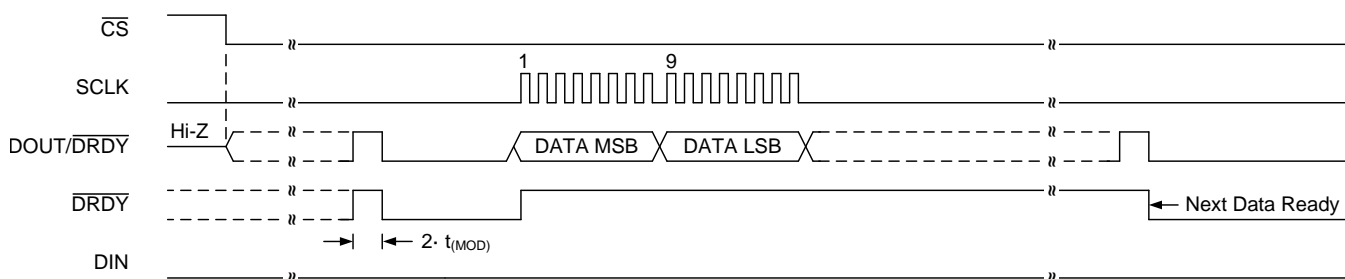 CS
SCLK
1
9
DOUT/DRDY
Hi-Z
DATA MSB
DATA LSB
DRDY
Next Data Ready
2· t(MOD)
DIN